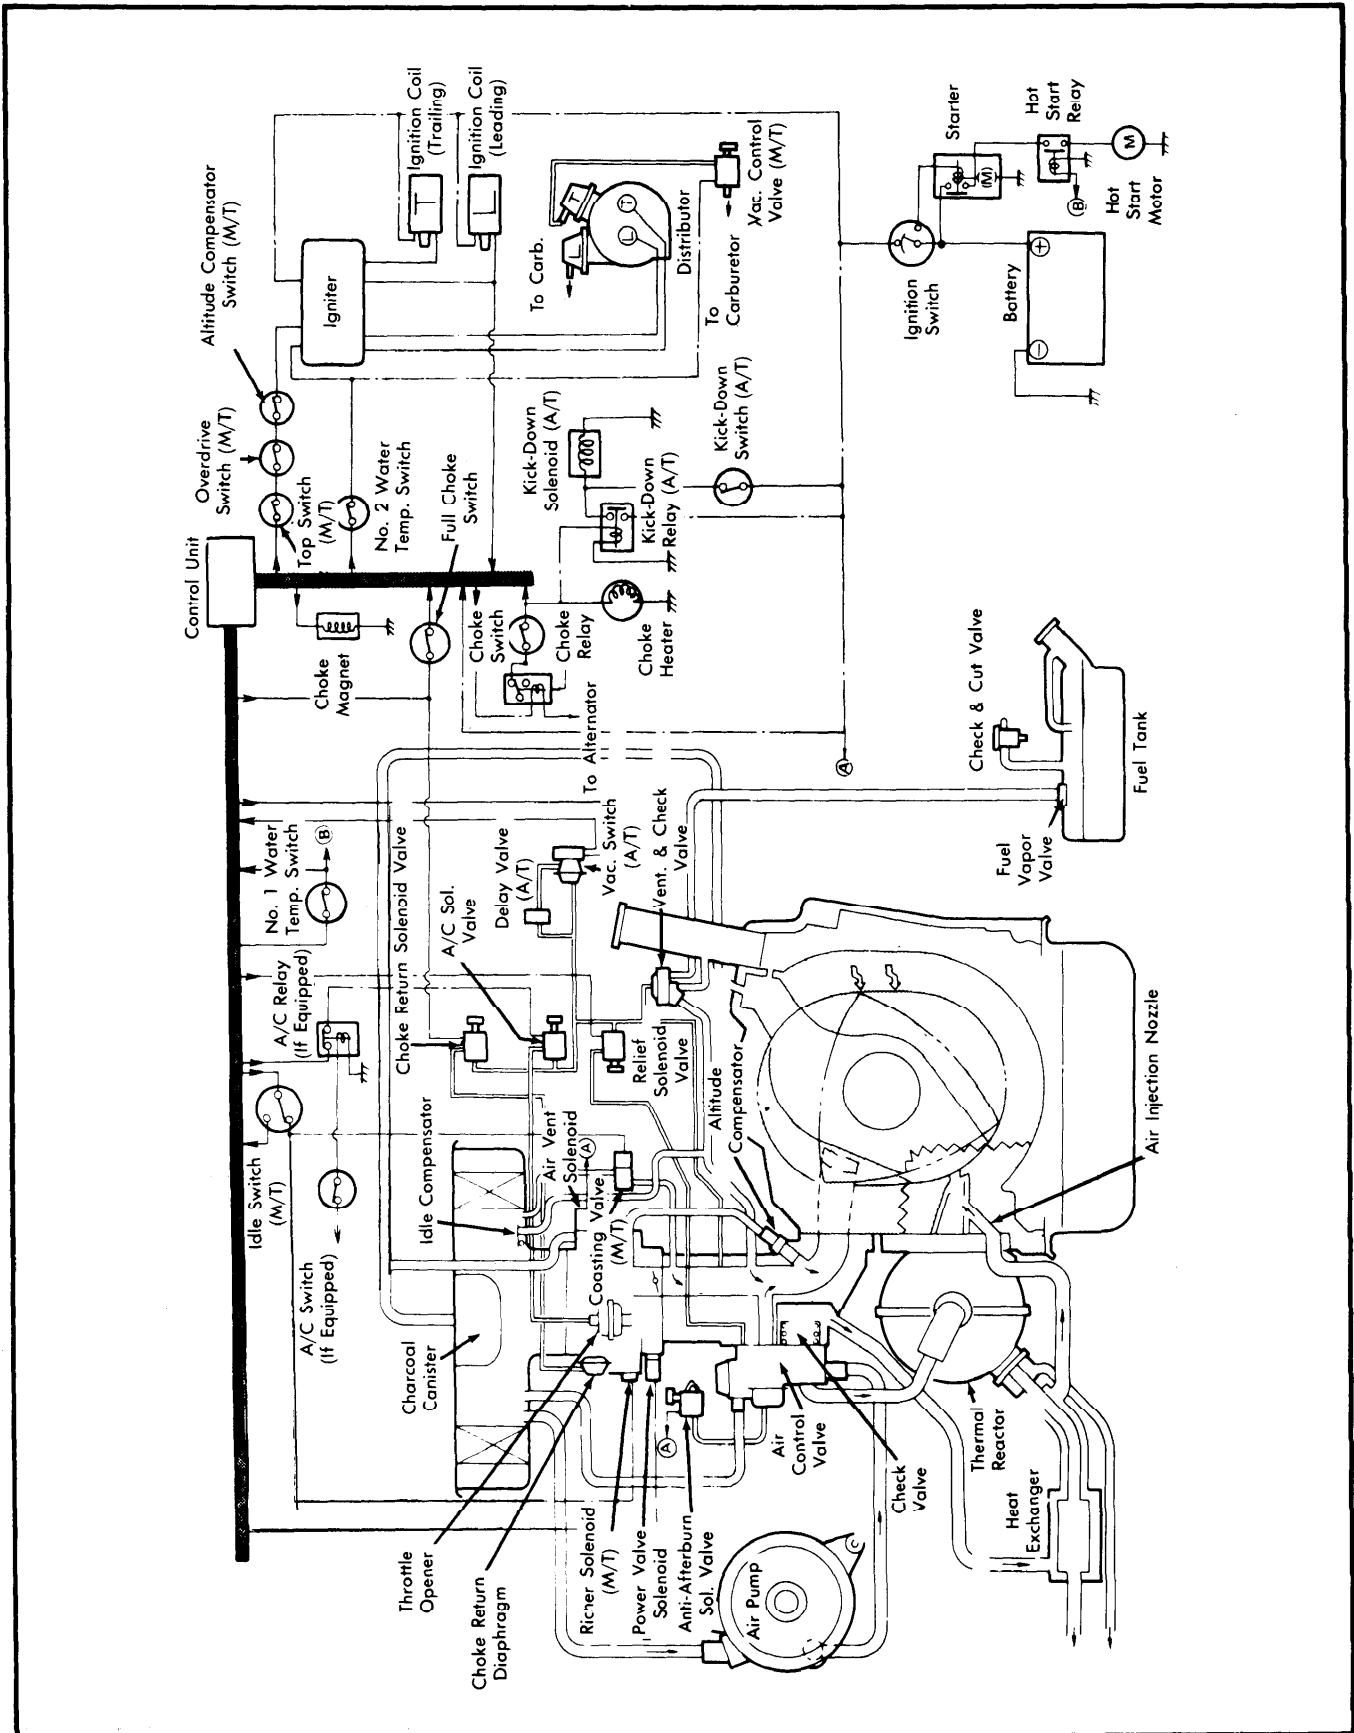 Control Unit
Overdrive
Switch (M/T)
Altitude Compensator
Switch (M/T)
Top Switch
(M/T)
No. 2 Water
Temp. Switch
Full Choke
Switch
Igniter
Ignition Coil
(Trailing)
T
Ignition Coil
(Leading)
L
To Carb.
T
L
T
L
Distributor
Vac. Control
Valve (M/T)
To
Carburetor
Choke
Magnet
Choke
Switch
Choke
Relay
Choke
Heater
To Alternator
Kick-Down
Solenoid (A/T)
Kick-Down
Relay (A/T)
Kick-Down
Switch (A/T)
Ignition
Switch
Starter
(M)
Hot
Start
Relay
B
M
Hot
Start
Motor
Battery
+
−
A
Idle Switch
(M/T)
A/C Switch
(If Equipped)
A/C Relay
(If Equipped)
No. 1 Water
Temp. Switch
B
Choke Return Solenoid Valve
A/C Sol.
Valve
Delay Valve
(A/T)
Vac. Switch
(A/T)
Vent. & Check
Valve
Relief
Solenoid
Valve
Altitude
Compensator
Idle Compensator
Air Vent
Solenoid
A
Coasting Valve
(M/T)
Charcoal
Canister
Throttle
Opener
Choke Return
Diaphragm
Richer Solenoid
(M/T)
Power Valve
Solenoid
Anti-Afterburn
Sol. Valve
A
Air Pump
Air
Control
Valve
Check
Valve
Thermal
Reactor
Heat
Exchanger
Air Injection Nozzle
Check & Cut Valve
Fuel
Vapor
Valve
Fuel Tank